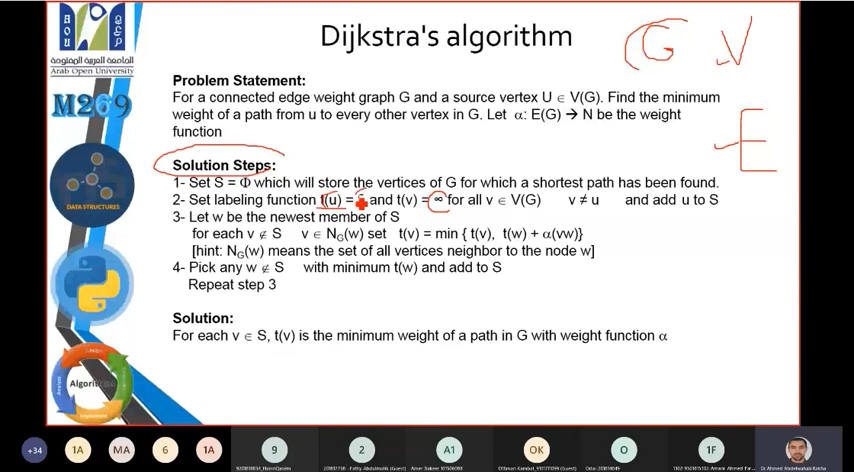 AOU
الجامعة العربية المفتوحة
Arab Open University
M269
DATA STRUCTURES
Algorithm
Dijkstra's algorithm
G V
E
Problem Statement:
For a connected edge weight graph G and a source vertex U ∈ V(G). Find the minimum
weight of a path from u to every other vertex in G. Let α: E(G) → N be the weight
function
Solution Steps:
1- Set S = Φ which will store the vertices of G for which a shortest path has been found.
2- Set labeling function t(u) = and t(v) = ∞ for all v ∈ V(G) v ≠ u and add u to S
3- Let w be the newest member of S
for each v ∉ S v ∈ NG(w) set t(v) = min { t(v), t(w) + α(vw)}
[hint: NG(w) means the set of all vertices neighbor to the node w]
4- Pick any w ∉ S with minimum t(w) and add to S
Repeat step 3
Solution:
For each v ∈ S, t(v) is the minimum weight of a path in G with weight function α
+34
1A
MA
6
1A
9
2
A1
OK
O
1F